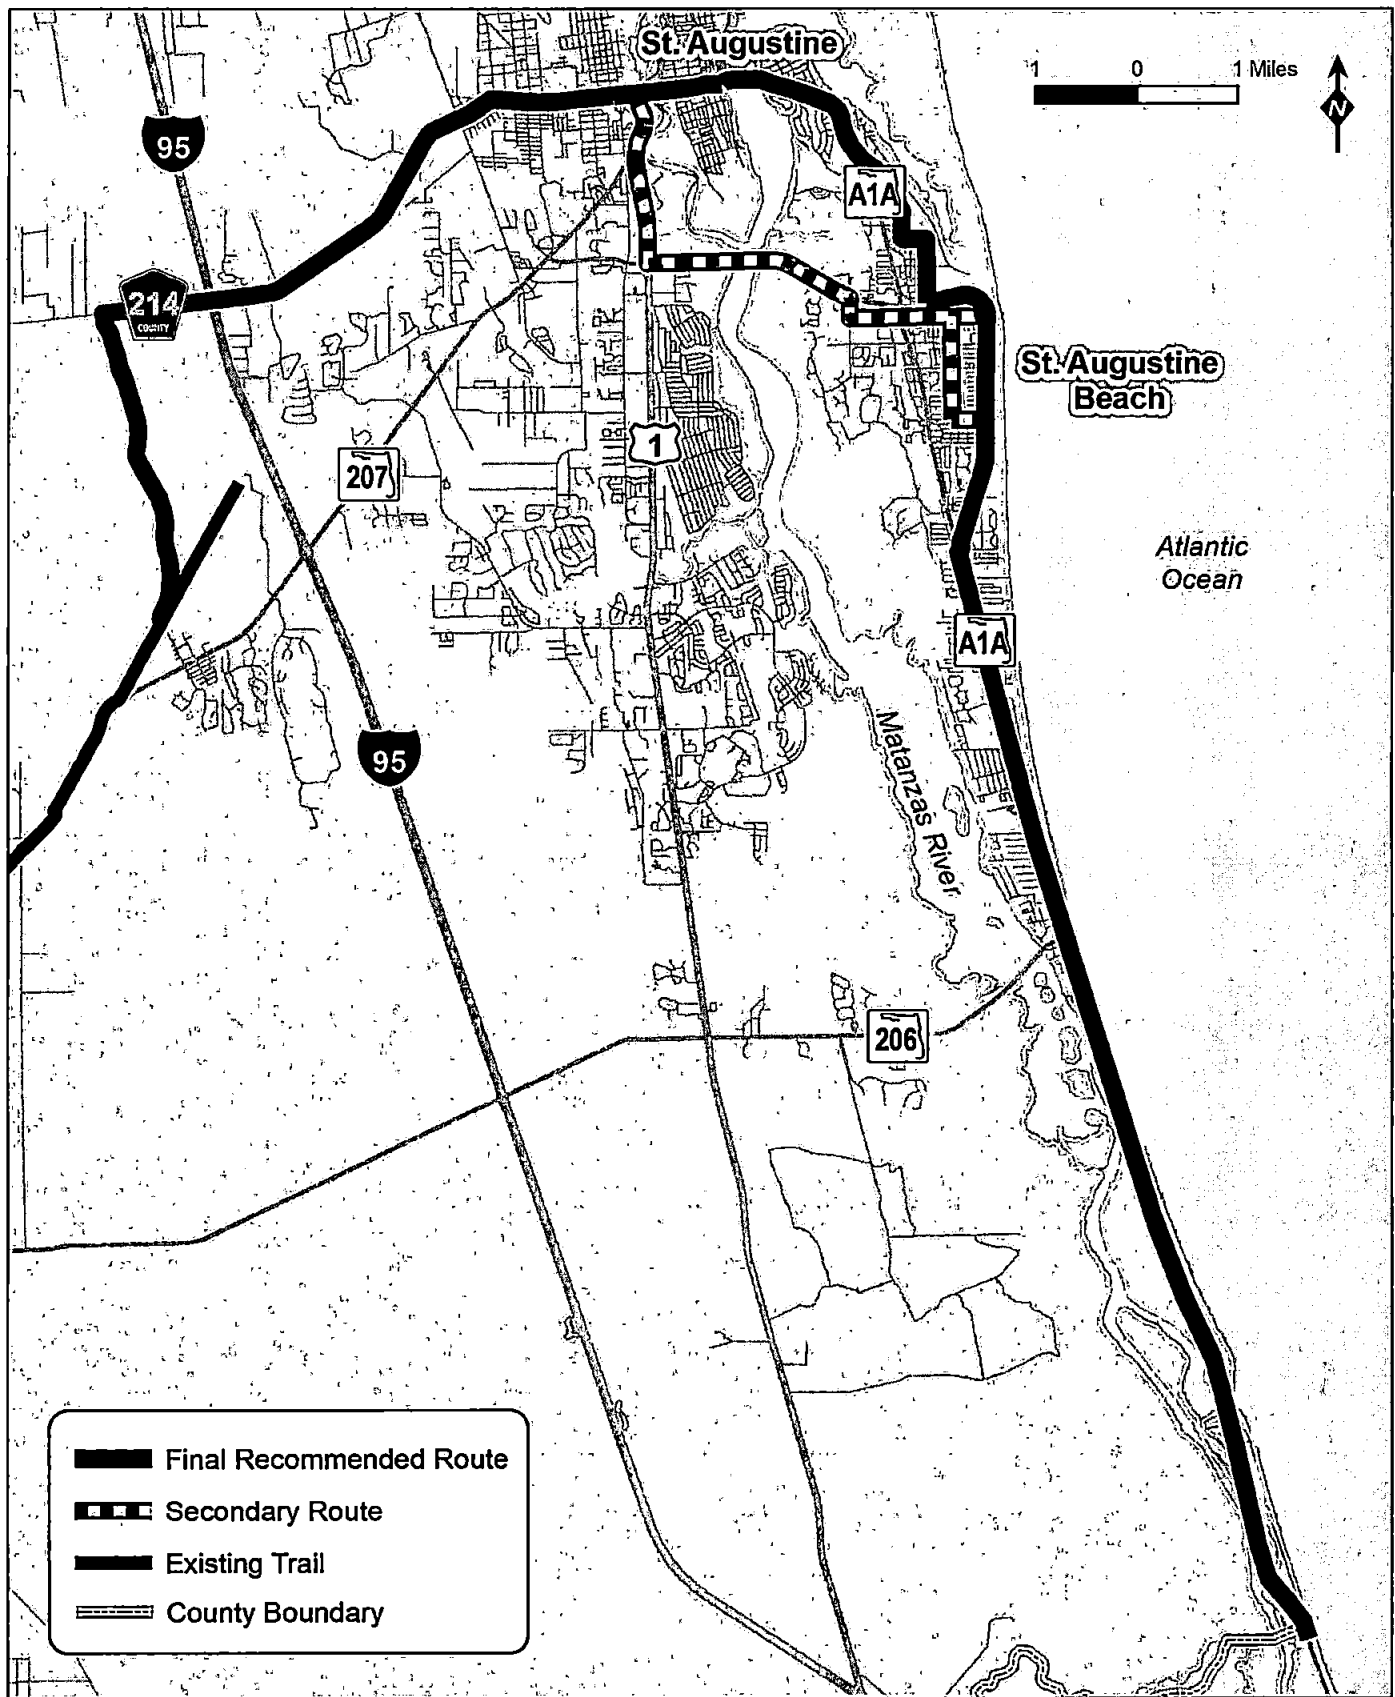 St. Augustine
1 0 1 Miles
N
95
A1A
214
COUNTY
St. Augustine
Beach
1
207
Atlantic
Ocean
A1A
95
Matanzas River
206
Final Recommended Route
Secondary Route
Existing Trail
County Boundary